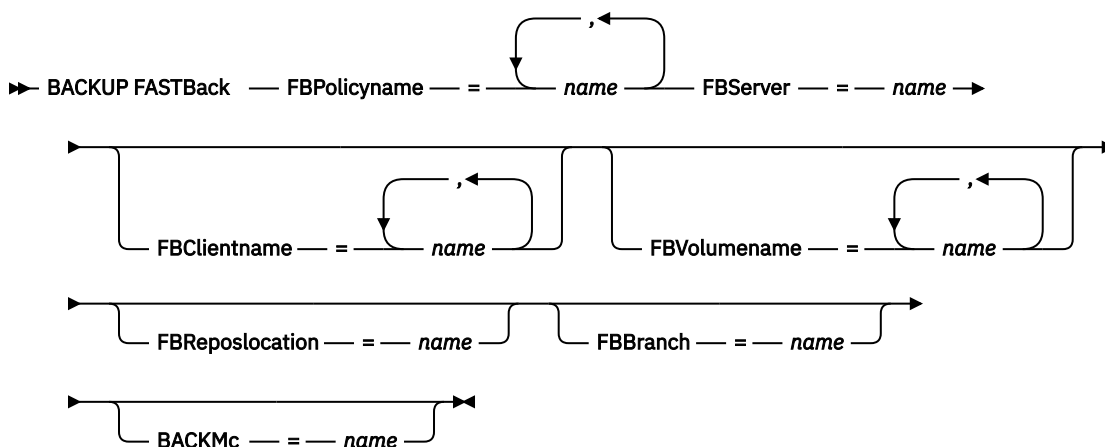 ,
BACKUP FASTBack FBPolicyname = name FBServer = name
, ,
FBClientname = name FBVolumename = name
FBReposlocation = name FBBranch = name
BACKMc = name